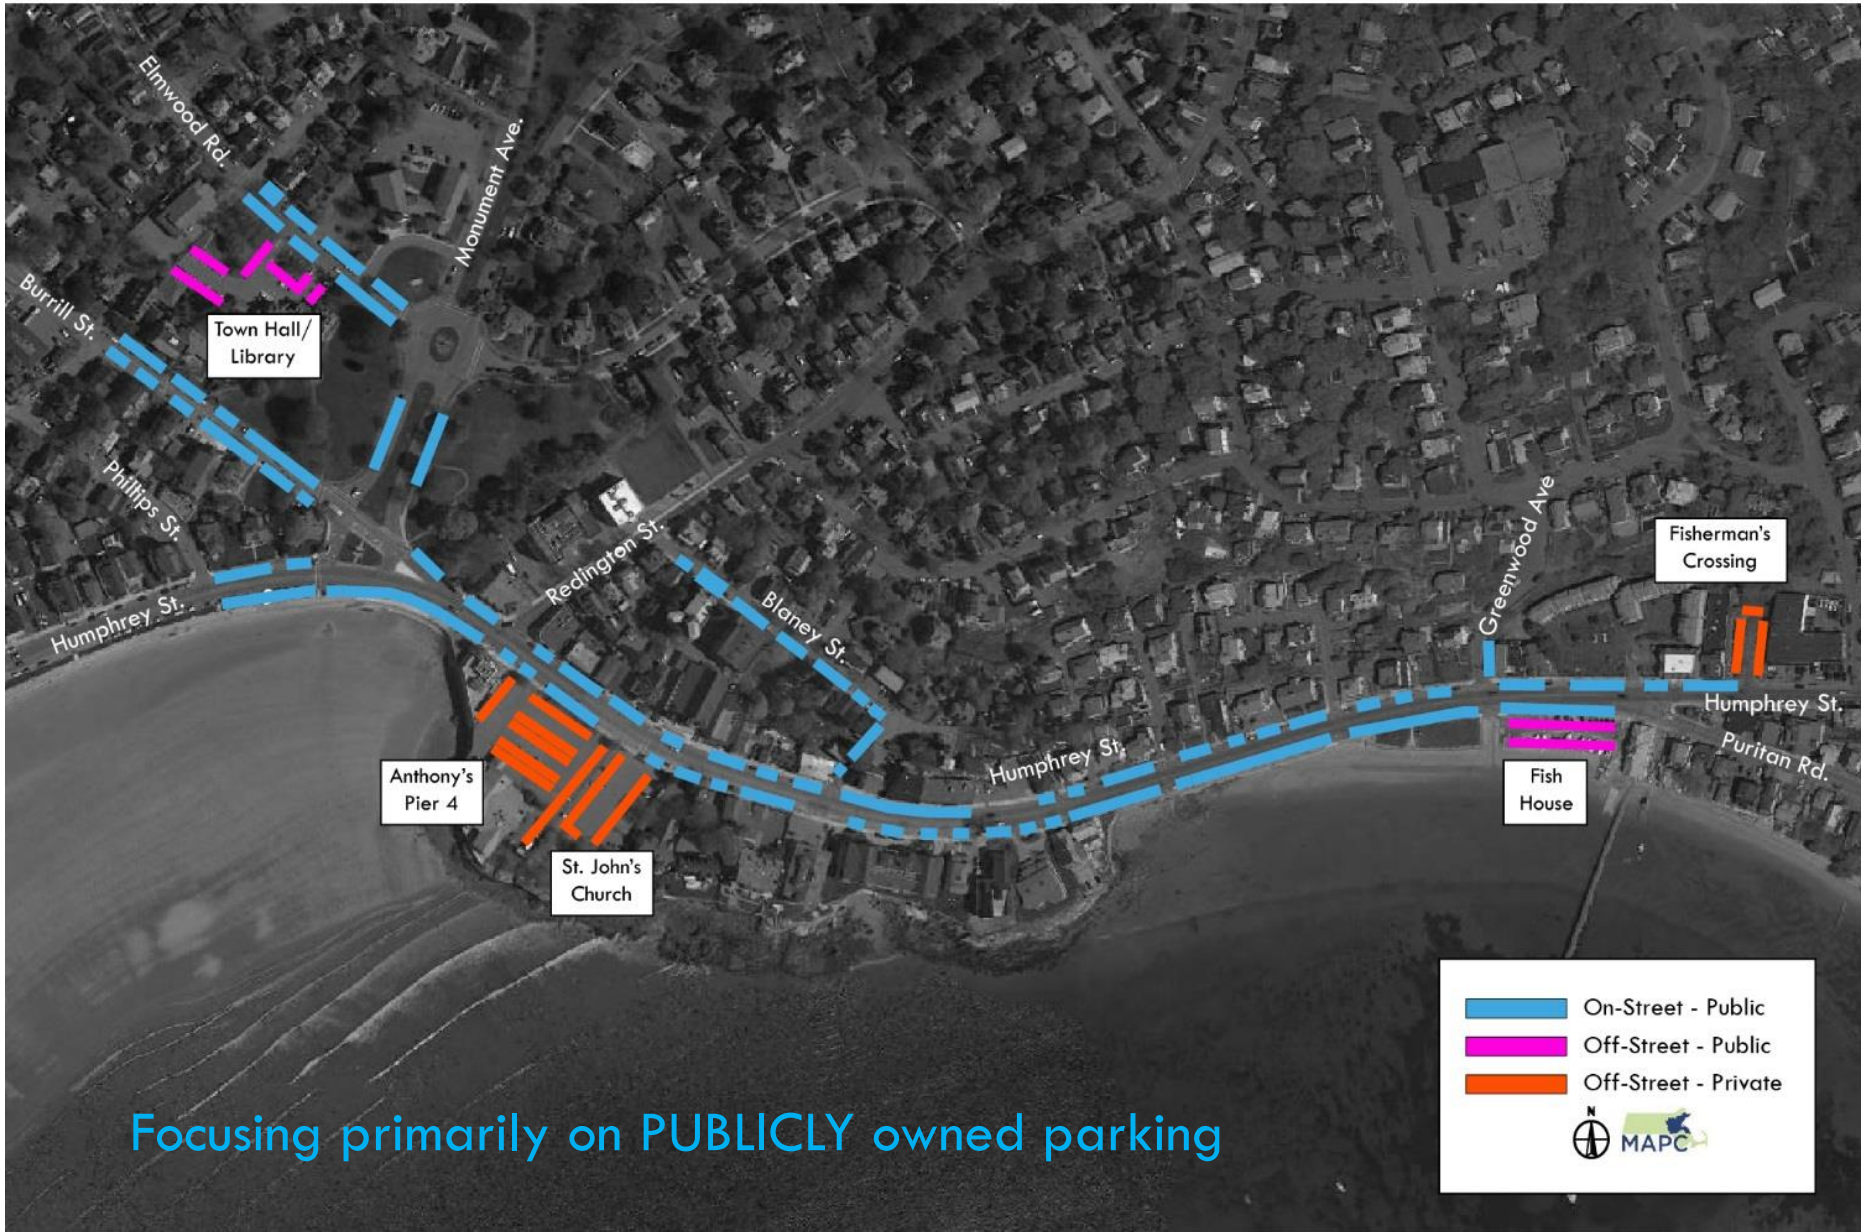 Elmwood Rd.
Monument Ave.
Burrill St.
Town Hall/
Library
Phillips St.
Humphrey St.
Redington St.
Blaney St.
Greenwood Ave
Fisherman's
Crossing
Humphrey St.
Humphrey St.
Puritan Rd.
Anthony's
Pier 4
St. John's
Church
Fish
House
On-Street - Public
Off-Street - Public
Off-Street - Private
N
MAPC
Focusing primarily on PUBLICLY owned parking